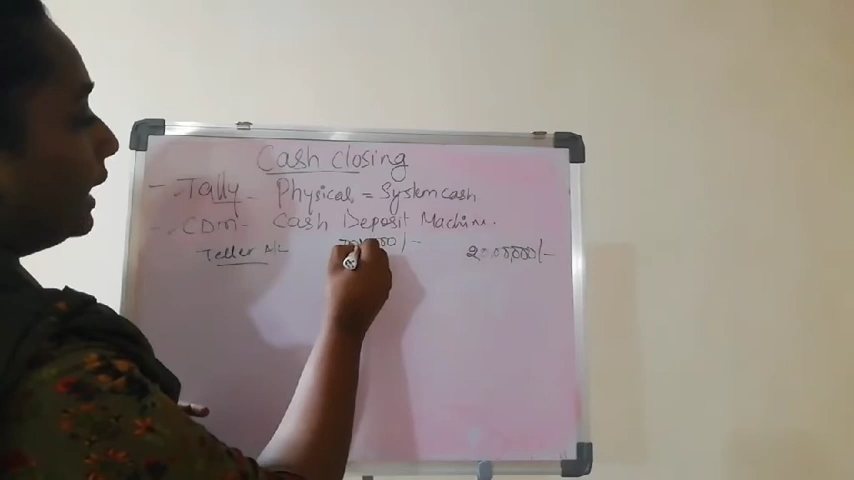 Cash closing
- Tally - Physical = System cash
- CDM - Cash Deposit Machine.
Teller A/c